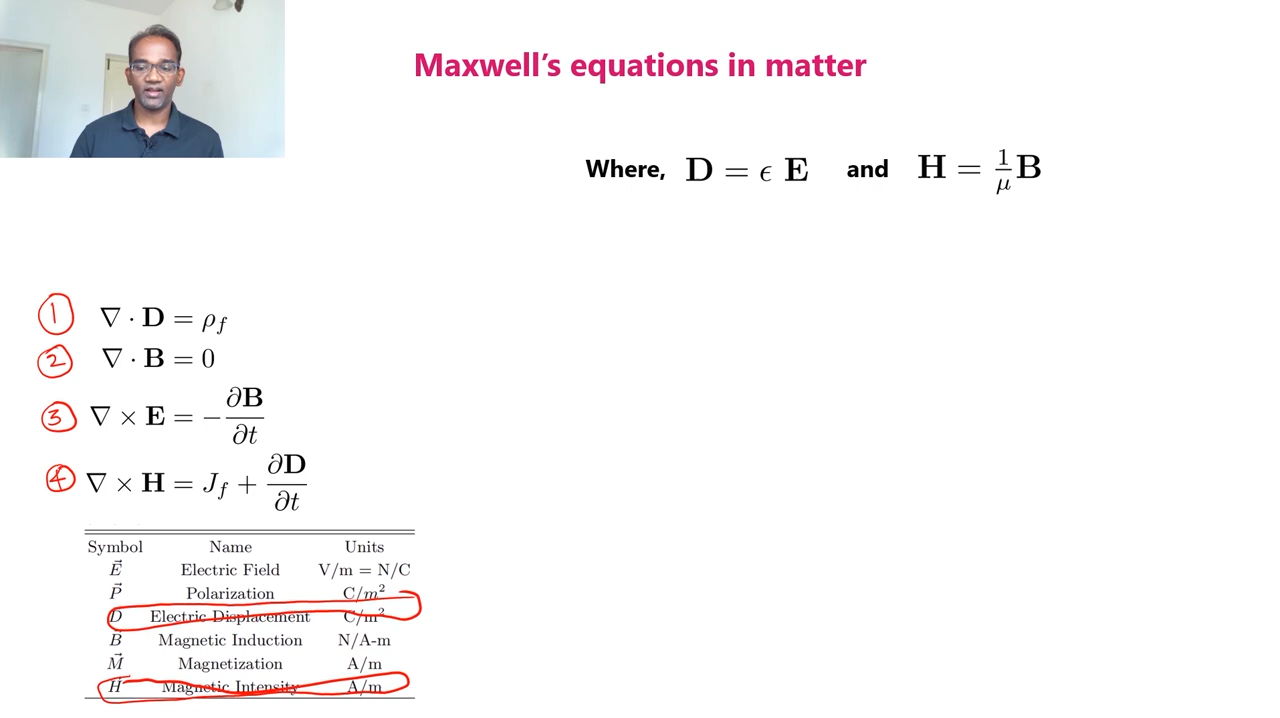 Maxwell’s equations in matter
Where, D = ϵ E and H = 1/μ B
① ∇ · D = ρ_f
② ∇ · B = 0
③ ∇ × E = −∂B/∂t
④ ∇ × H = J_f + ∂D/∂t
Symbol Name Units
E⃗ Electric Field V/m = N/C
P⃗ Polarization C/m²
D⃗ Electric Displacement C/m²
B⃗ Magnetic Induction N/A-m
M⃗ Magnetization A/m
H⃗ Magnetic Intensity A/m